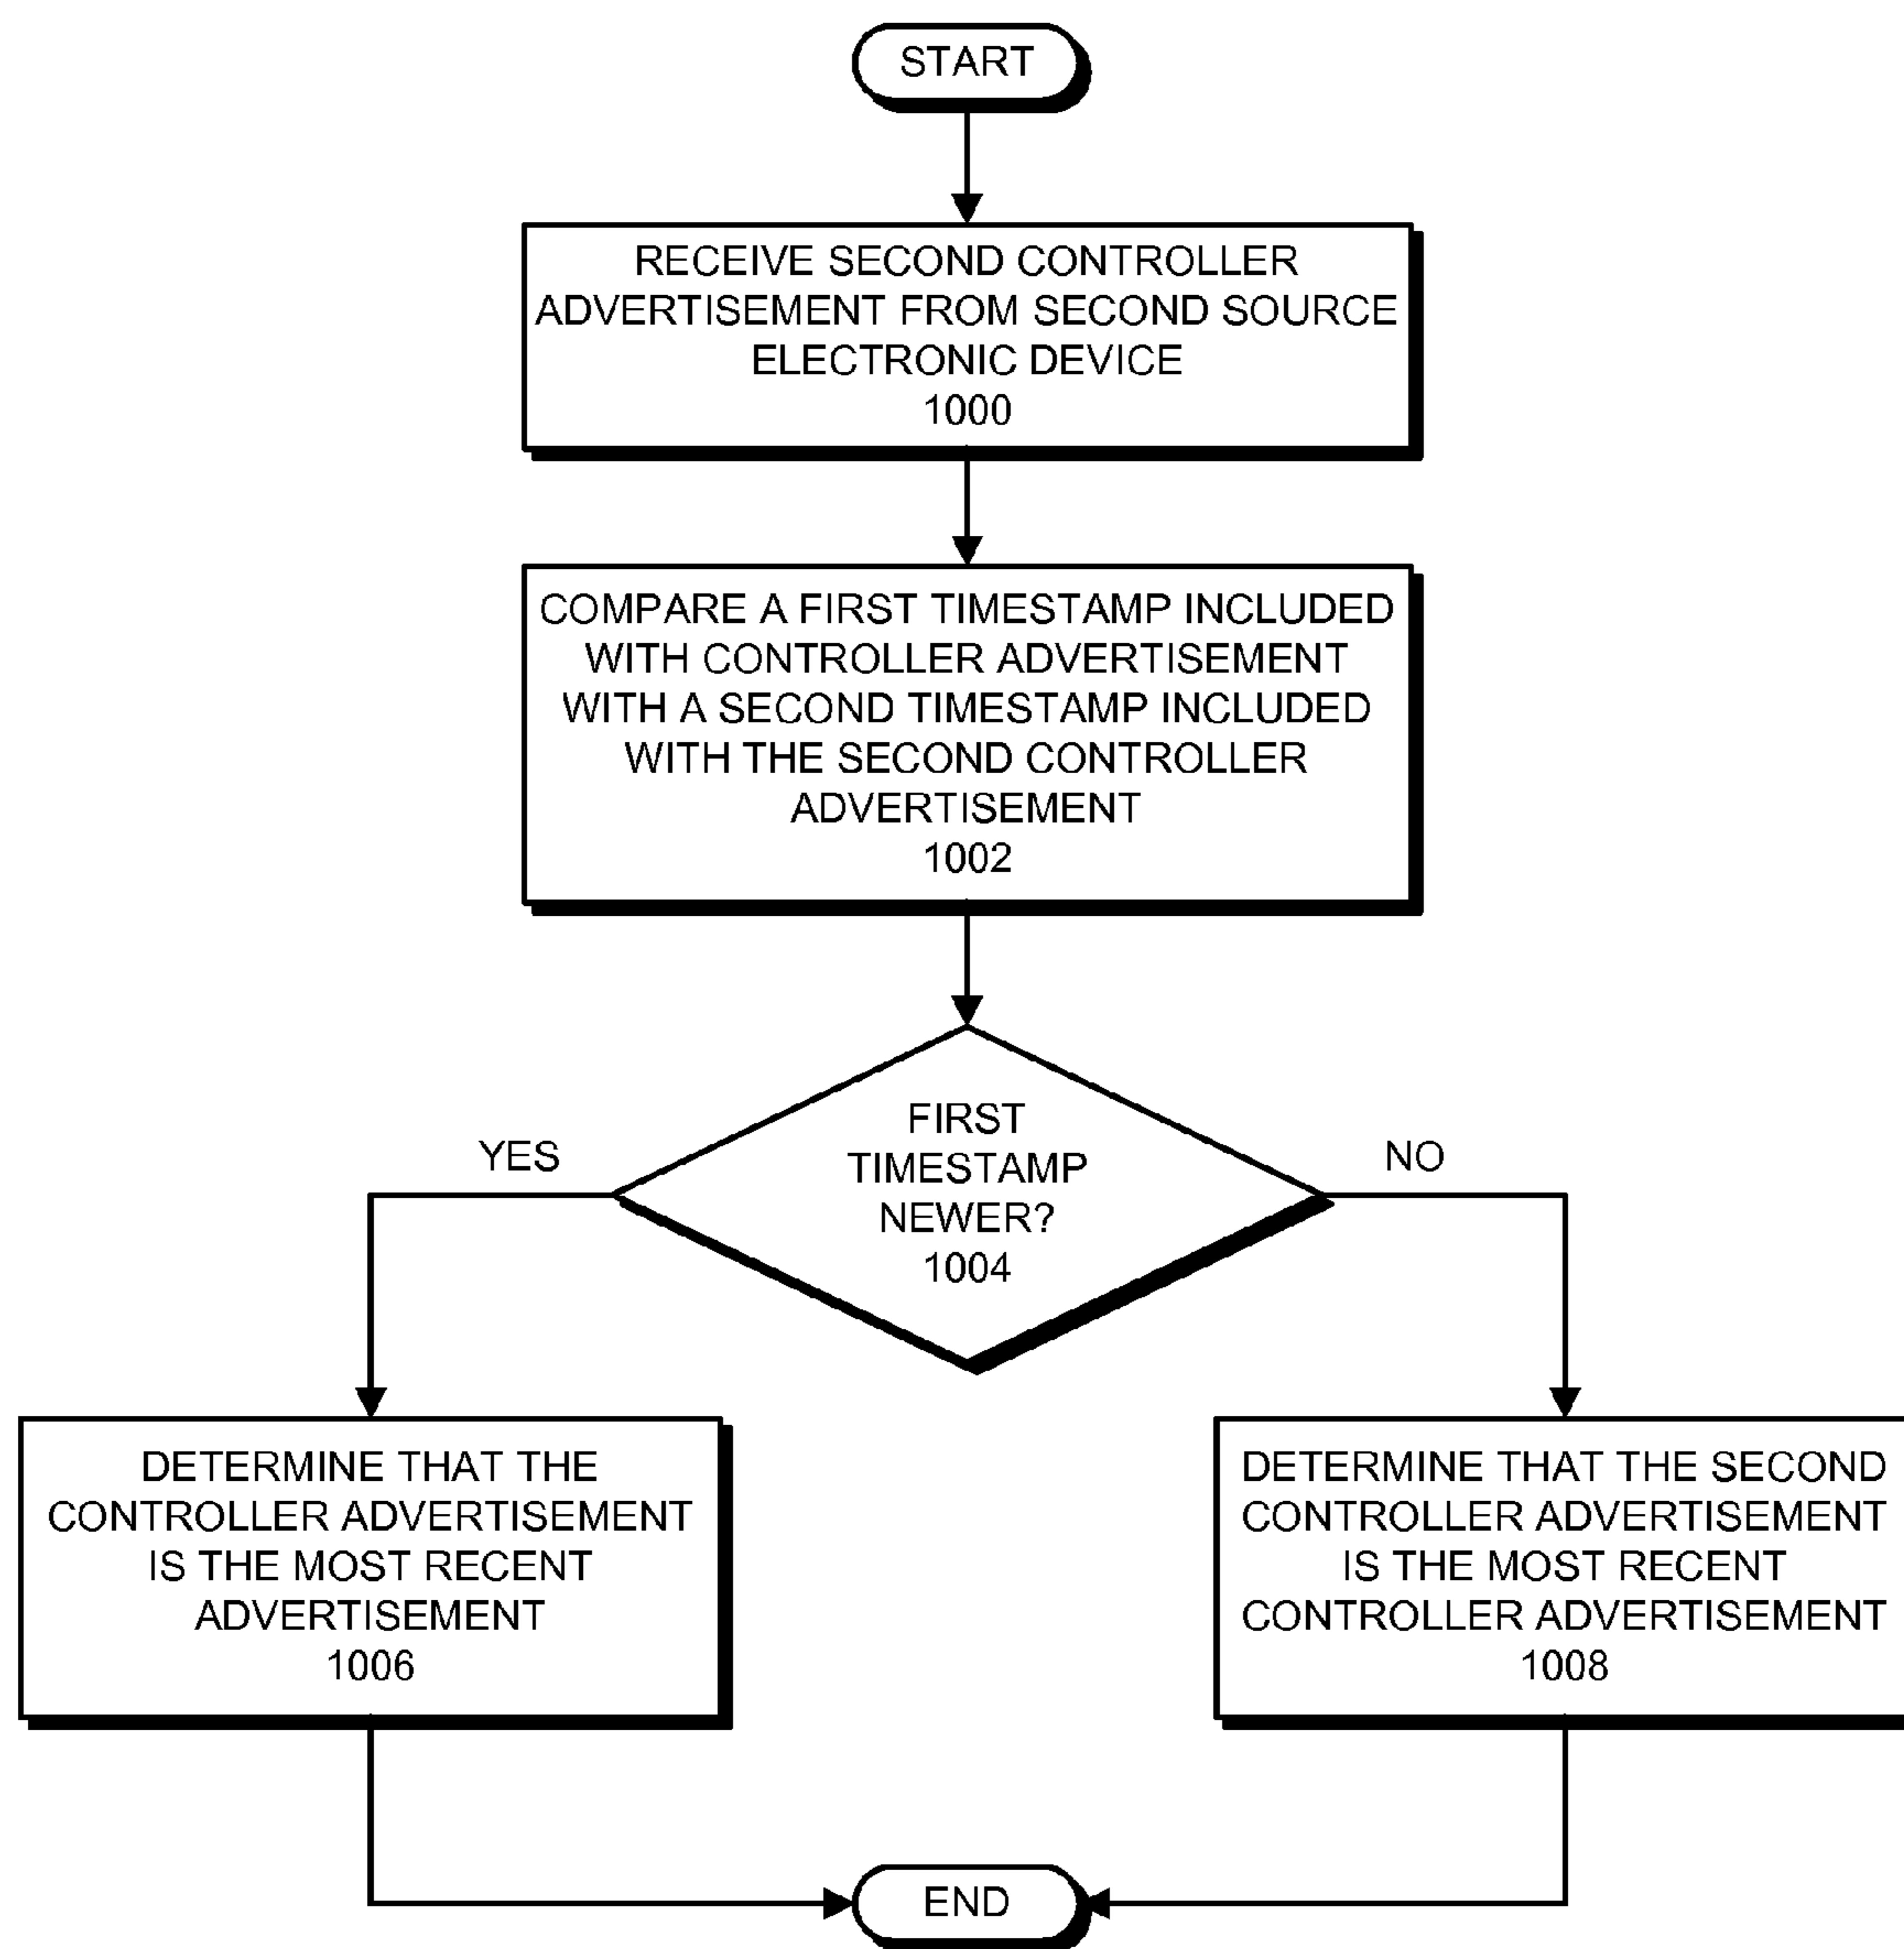 START
RECEIVE SECOND CONTROLLER
ADVERTISEMENT FROM SECOND SOURCE
ELECTRONIC DEVICE
1000
COMPARE A FIRST TIMESTAMP INCLUDED
WITH CONTROLLER ADVERTISEMENT
WITH A SECOND TIMESTAMP INCLUDED
WITH THE SECOND CONTROLLER
ADVERTISEMENT
1002
FIRST
TIMESTAMP
NEWER?
1004
YES
NO
DETERMINE THAT THE
CONTROLLER ADVERTISEMENT
IS THE MOST RECENT
ADVERTISEMENT
1006
DETERMINE THAT THE SECOND
CONTROLLER ADVERTISEMENT
IS THE MOST RECENT
CONTROLLER ADVERTISEMENT
1008
END